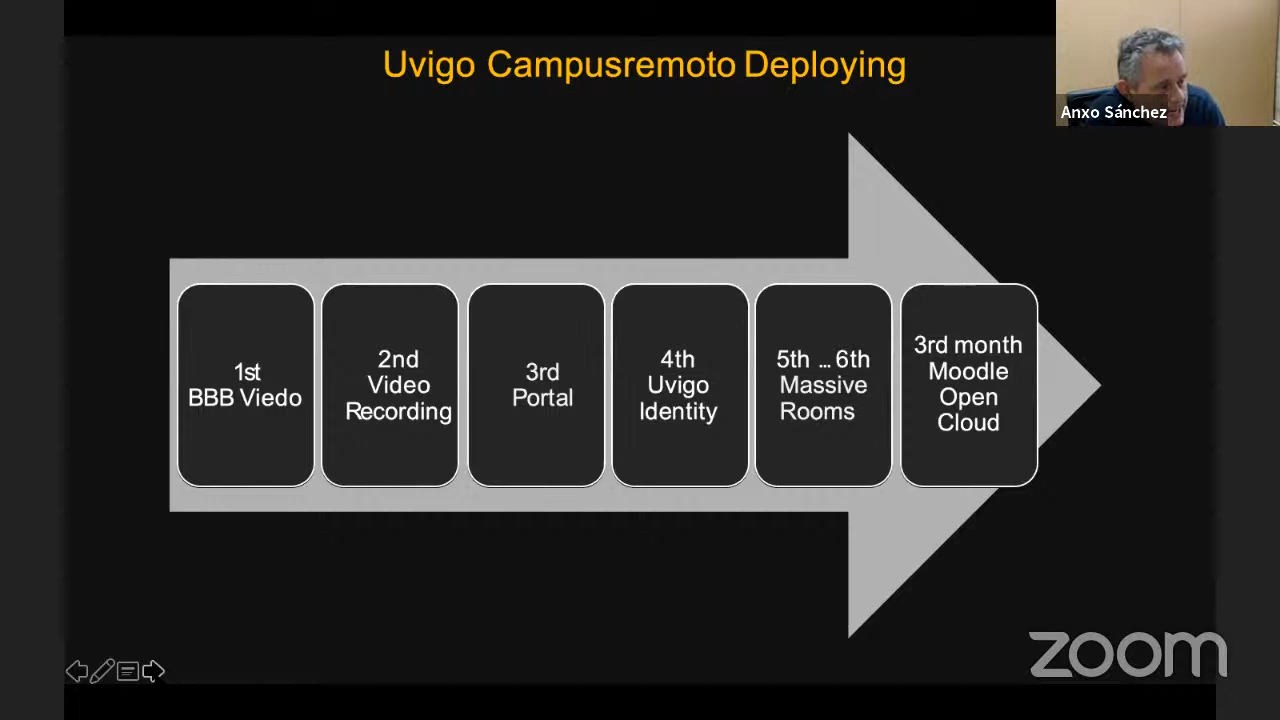 Uvigo Campusremoto Deploying
Anxo Sánchez
1st
BBB Viedo
2nd
Video
Recording
3rd
Portal
4th
Uvigo
Identity
5th ... 6th
Massive
Rooms
3rd month
Moodle
Open
Cloud
zoom